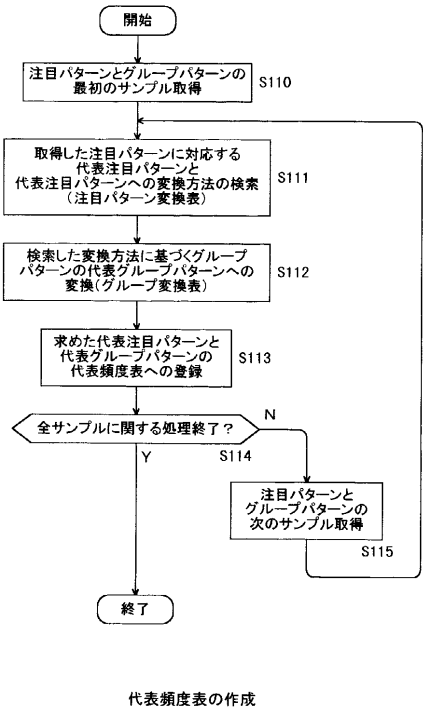 開始
注目パターンとグループパターンの
最初のサンプル取得
S110
取得した注目パターンに対応する
代表注目パターンと
代表注目パターンへの変換方法の検索
(注目パターン変換表)
S111
検索した変換方法に基づくグループ
パターンの代表グループパターンへの
変換(グループ変換表)
S112
求めた代表注目パターンと
代表グループパターンの
代表頻度表への登録
S113
全サンプルに関する処理終了?
N
Y
S114
注目パターンと
グループパターンの
次のサンプル取得
S115
終了
代表頻度表の作成